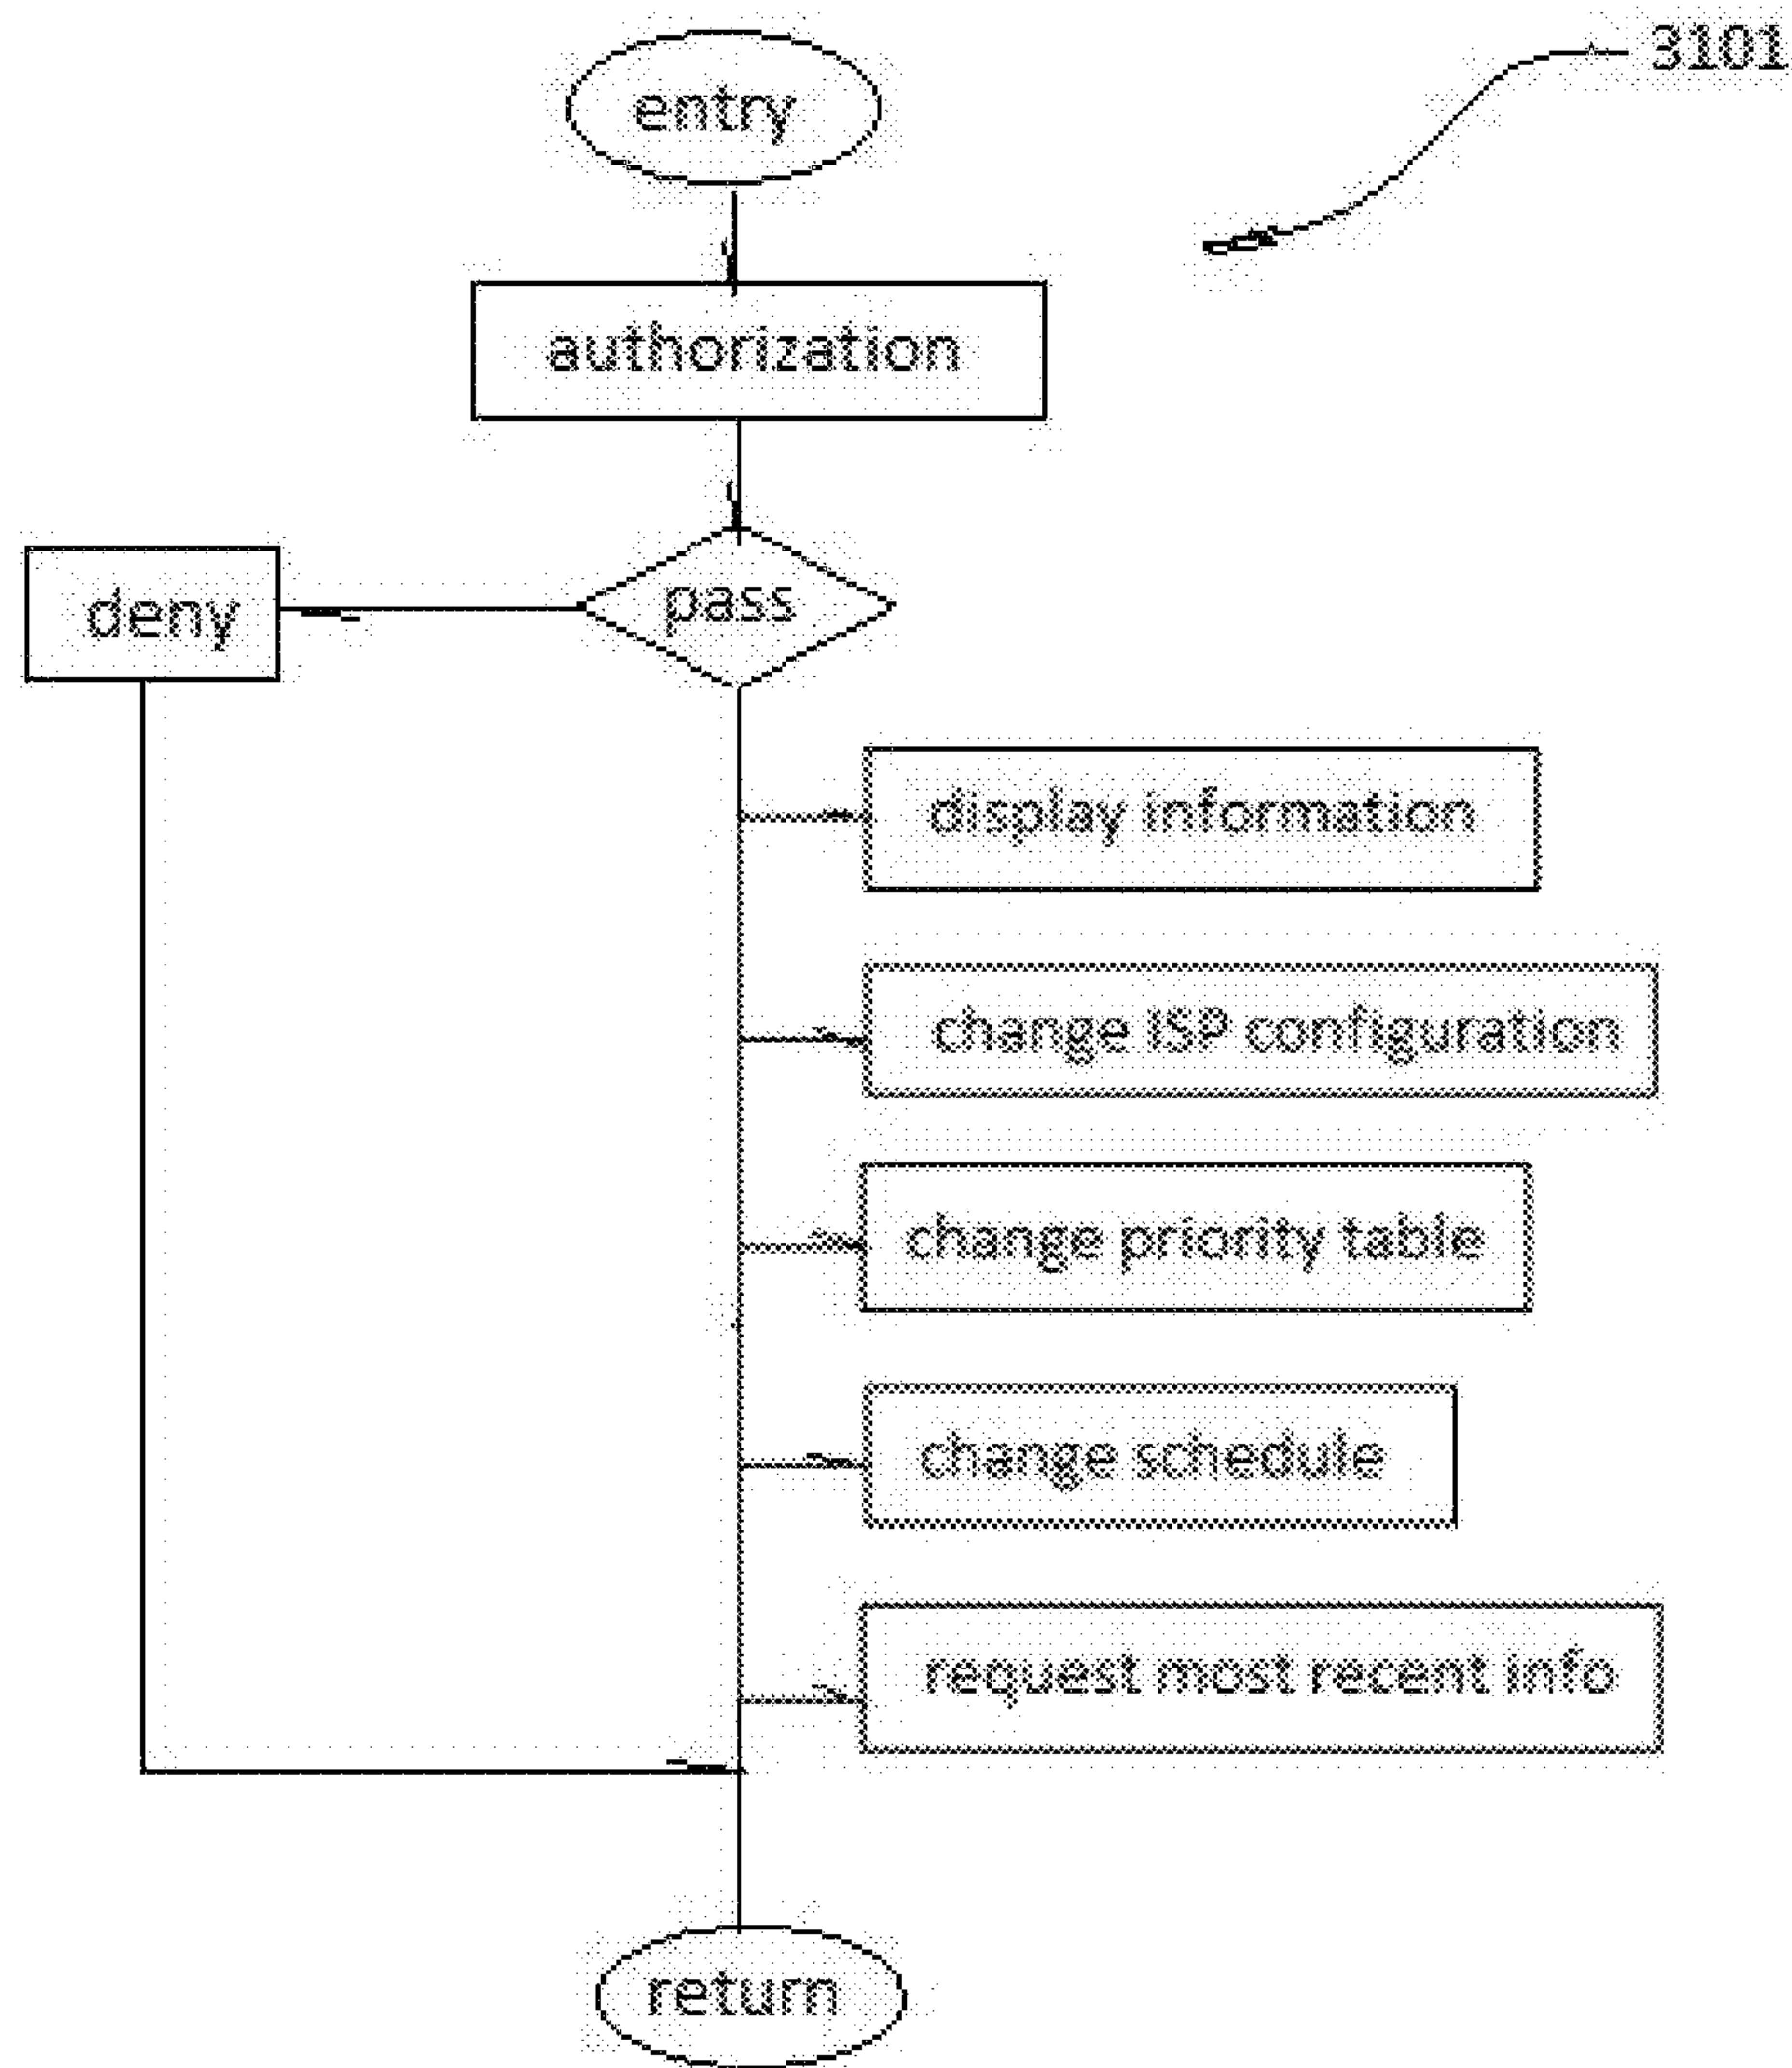 3101
entry
authorization
pass
deny
display information
change ISP configuration
change priority table
change schedule
request most recent info
return